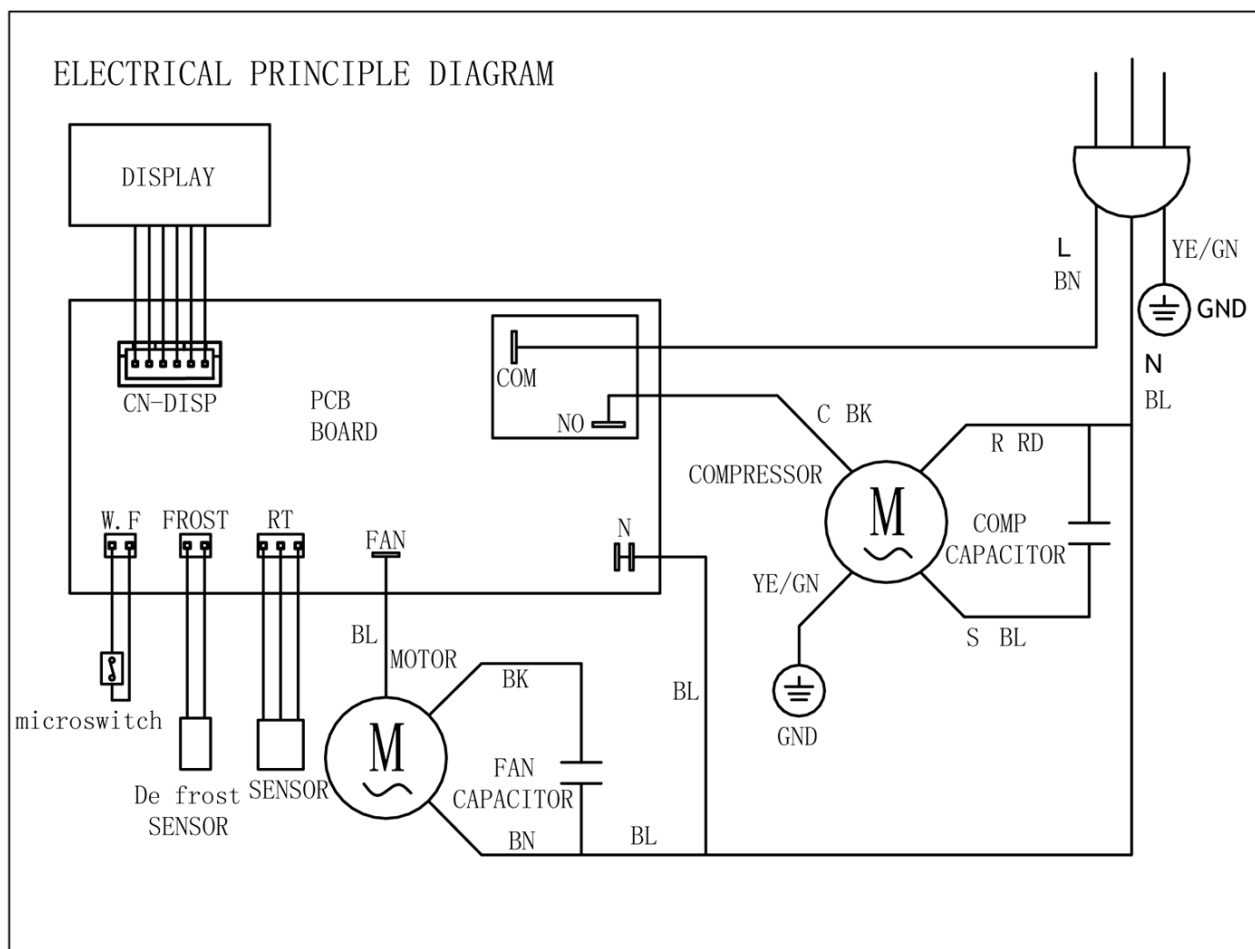 ELECTRICAL PRINCIPLE DIAGRAM
DISPLAY
L
BN
YE/GN
GND
N
BL
COM
NO
CN-DISP
PCB
BOARD
C BK
R RD
COMPRESSOR
M
COMP
CAPACITOR
W.F
FROST
RT
FAN
N
YE/GN
S BL
GND
BL
MOTOR
BK
BL
microswitch
M
FAN
CAPACITOR
De frost
SENSOR
SENSOR
BN
BL